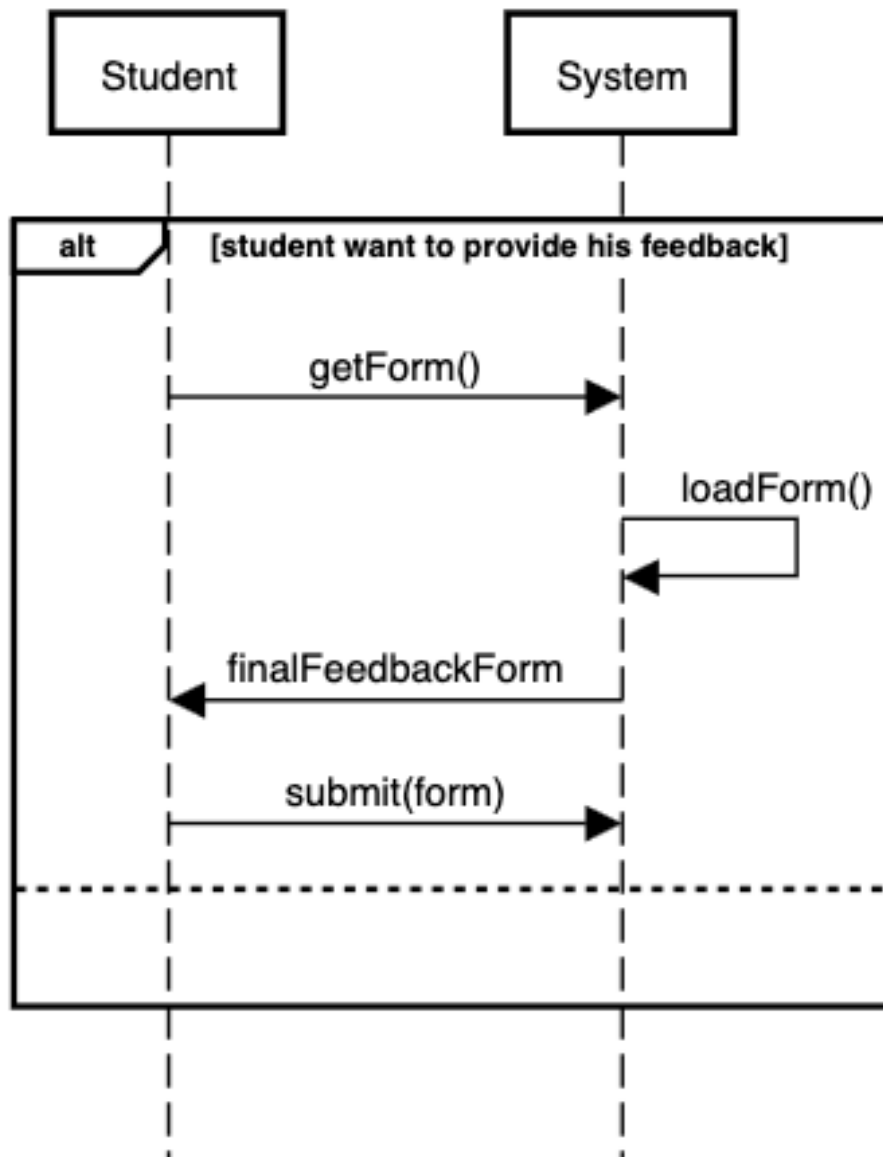 Student
System
alt
[student want to provide his feedback]
getForm()
loadForm()
finalFeedbackForm
submit(form)